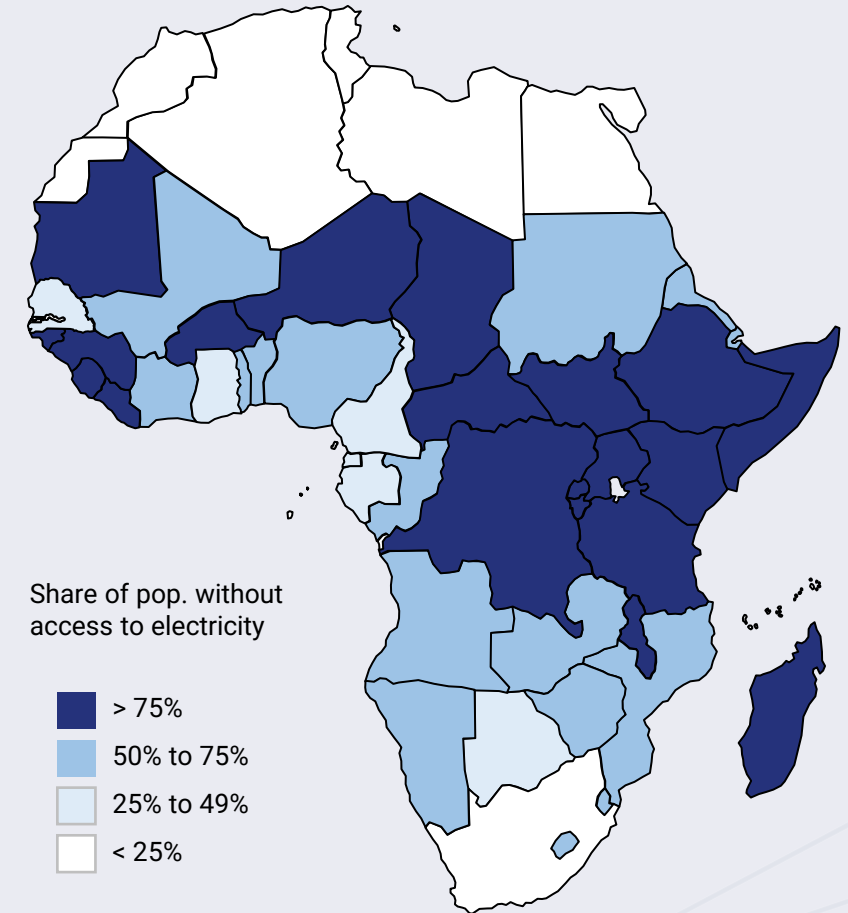 Share of pop. without
access to electricity
> 75%
50% to 75%
25% to 49%
< 25%